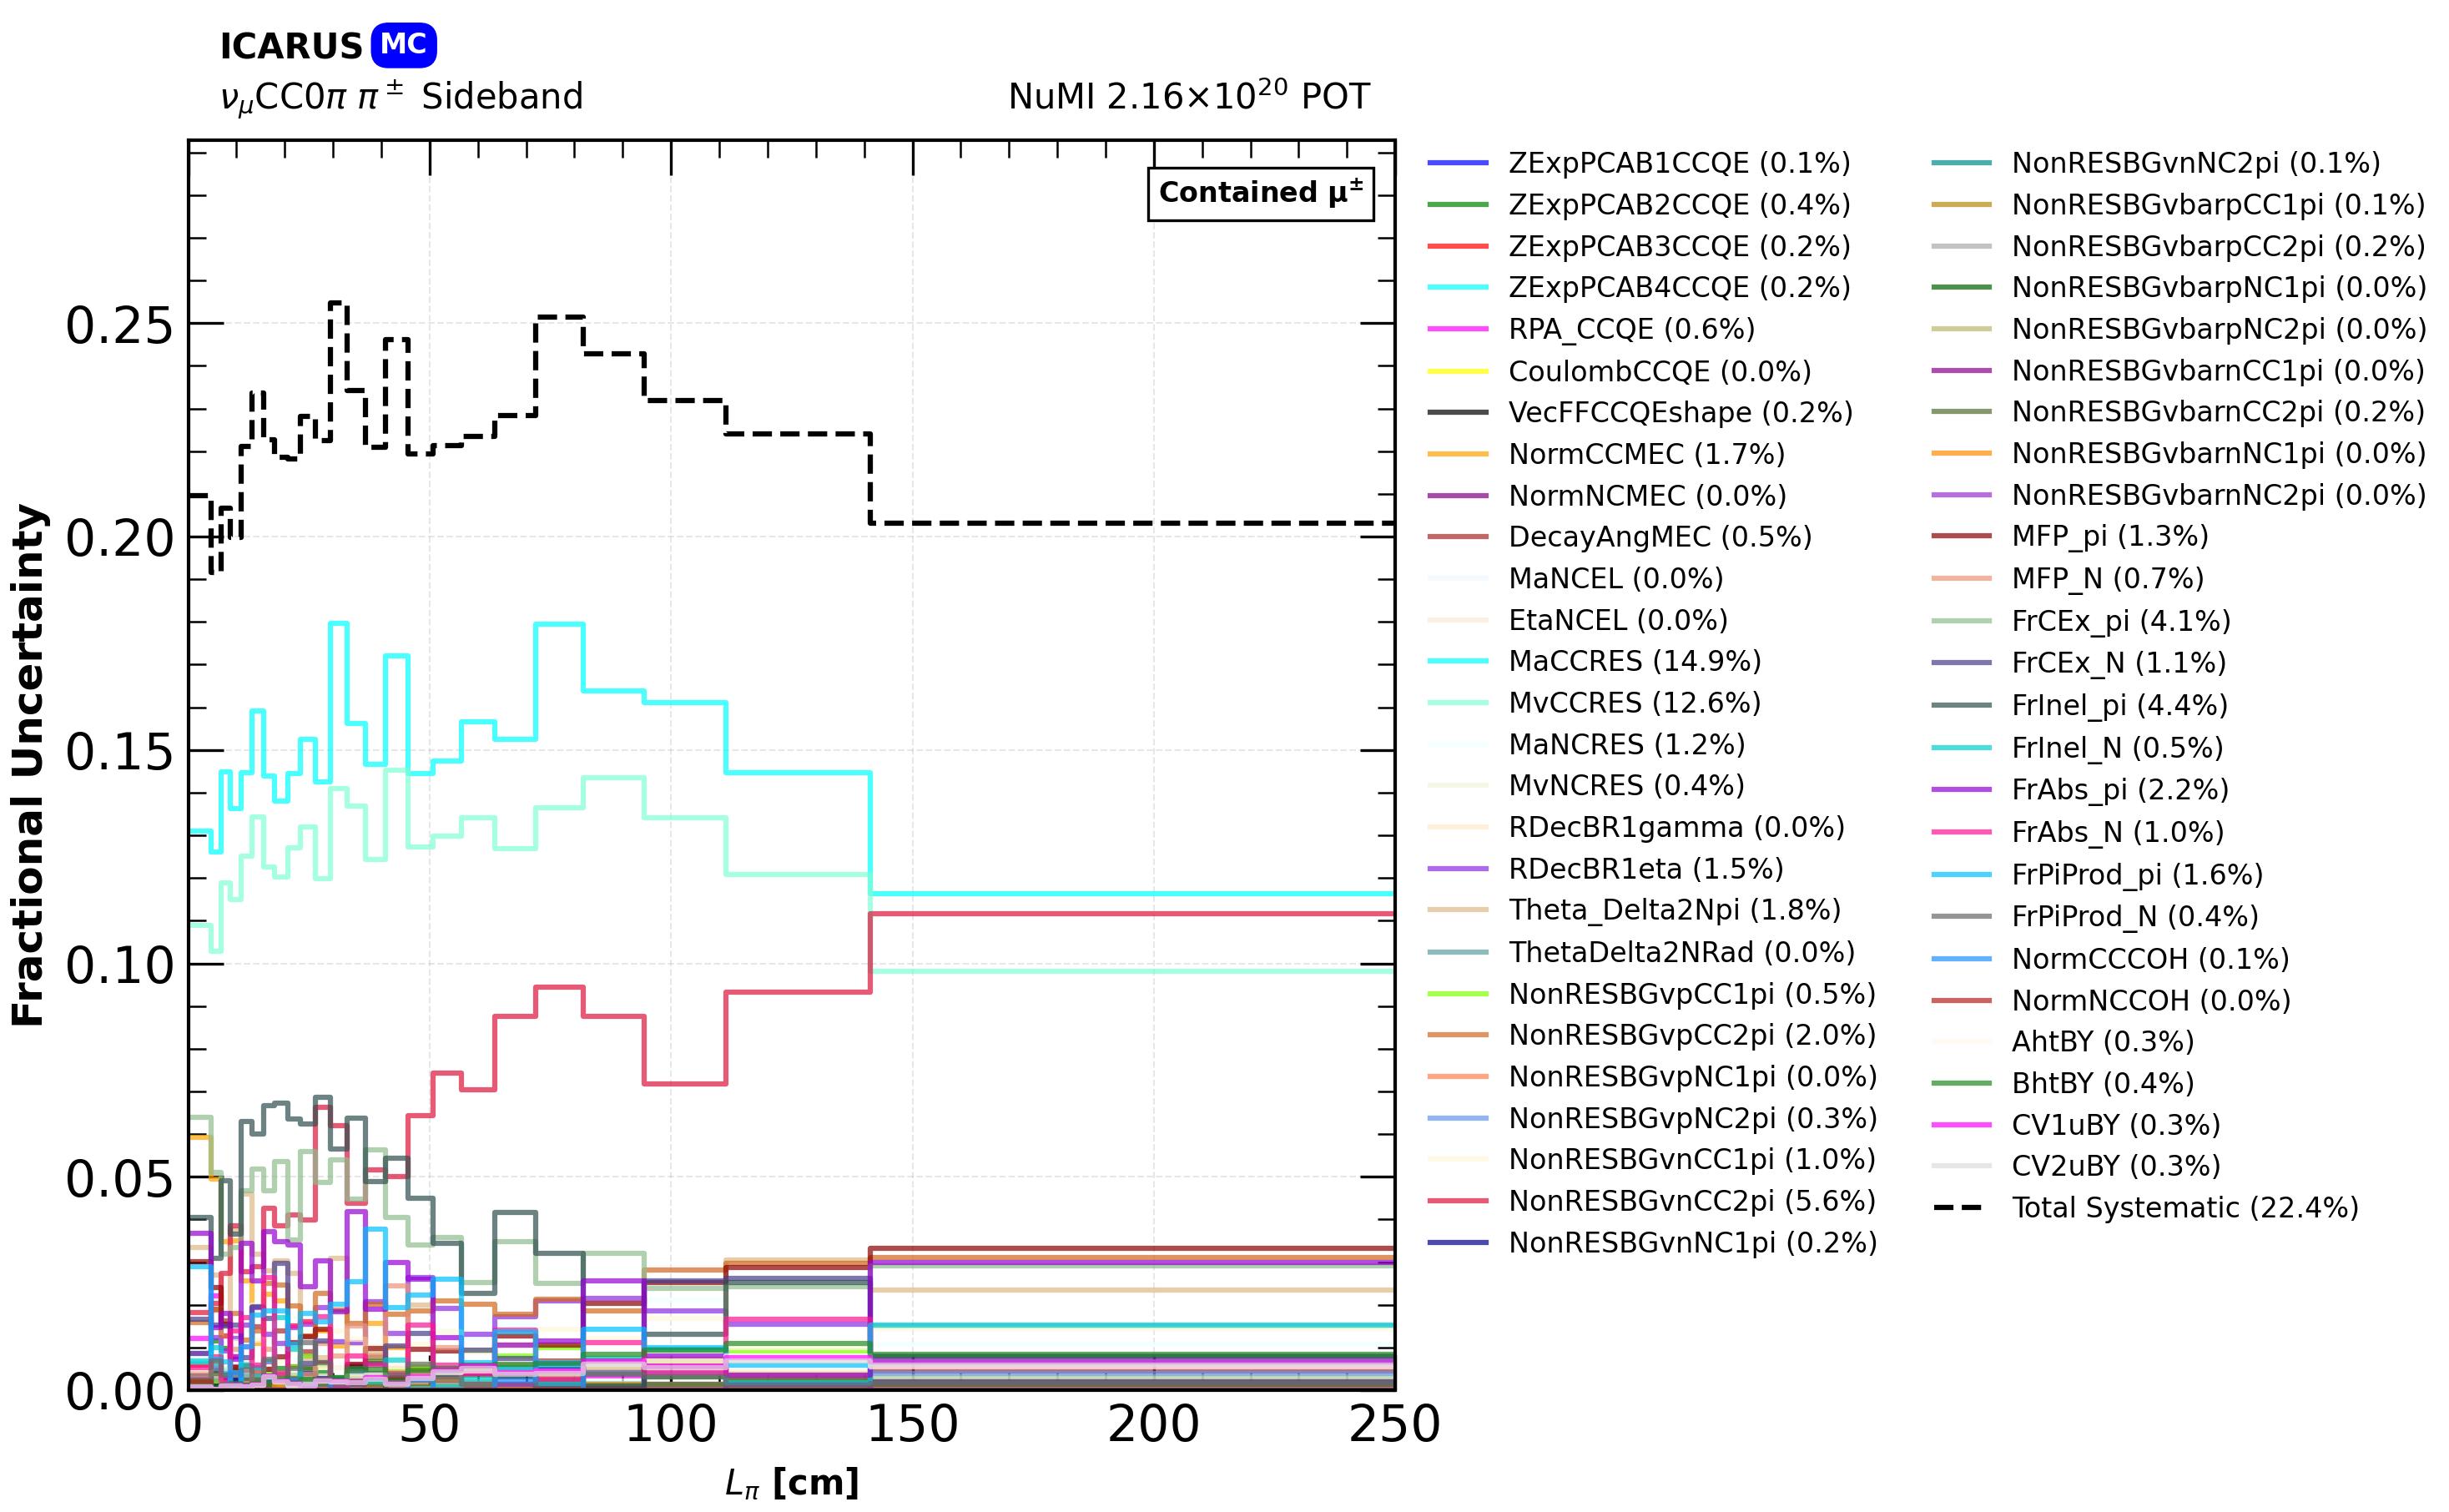 ICARUS MC
νμCC0π π± Sideband
NuMI 2.16×10²⁰ POT
Contained μ±
Fractional Uncertainty
0.25
0.20
0.15
0.10
0.05
0.00
0 50 100 150 200 250
Lπ [cm]
ZExpPCAB1CCQE (0.1%)
ZExpPCAB2CCQE (0.4%)
ZExpPCAB3CCQE (0.2%)
ZExpPCAB4CCQE (0.2%)
RPA_CCQE (0.6%)
CoulombCCQE (0.0%)
VecFFCCQEshape (0.2%)
NormCCMEC (1.7%)
NormNCMEC (0.0%)
DecayAngMEC (0.5%)
MaNCEL (0.0%)
EtaNCEL (0.0%)
MaCCRES (14.9%)
MvCCRES (12.6%)
MaNCRES (1.2%)
MvNCRES (0.4%)
RDecBR1gamma (0.0%)
RDecBR1eta (1.5%)
Theta_Delta2Npi (1.8%)
ThetaDelta2NRad (0.0%)
NonRESBGvpCC1pi (0.5%)
NonRESBGvpCC2pi (2.0%)
NonRESBGvpNC1pi (0.0%)
NonRESBGvpNC2pi (0.3%)
NonRESBGvnCC1pi (1.0%)
NonRESBGvnCC2pi (5.6%)
NonRESBGvnNC1pi (0.2%)
NonRESBGvnNC2pi (0.1%)
NonRESBGvbarpCC1pi (0.1%)
NonRESBGvbarpCC2pi (0.2%)
NonRESBGvbarpNC1pi (0.0%)
NonRESBGvbarpNC2pi (0.0%)
NonRESBGvbarnCC1pi (0.0%)
NonRESBGvbarnCC2pi (0.2%)
NonRESBGvbarnNC1pi (0.0%)
NonRESBGvbarnNC2pi (0.0%)
MFP_pi (1.3%)
MFP_N (0.7%)
FrCEx_pi (4.1%)
FrCEx_N (1.1%)
FrInel_pi (4.4%)
FrInel_N (0.5%)
FrAbs_pi (2.2%)
FrAbs_N (1.0%)
FrPiProd_pi (1.6%)
FrPiProd_N (0.4%)
NormCCCOH (0.1%)
NormNCCOH (0.0%)
AhtBY (0.3%)
BhtBY (0.4%)
CV1uBY (0.3%)
CV2uBY (0.3%)
Total Systematic (22.4%)